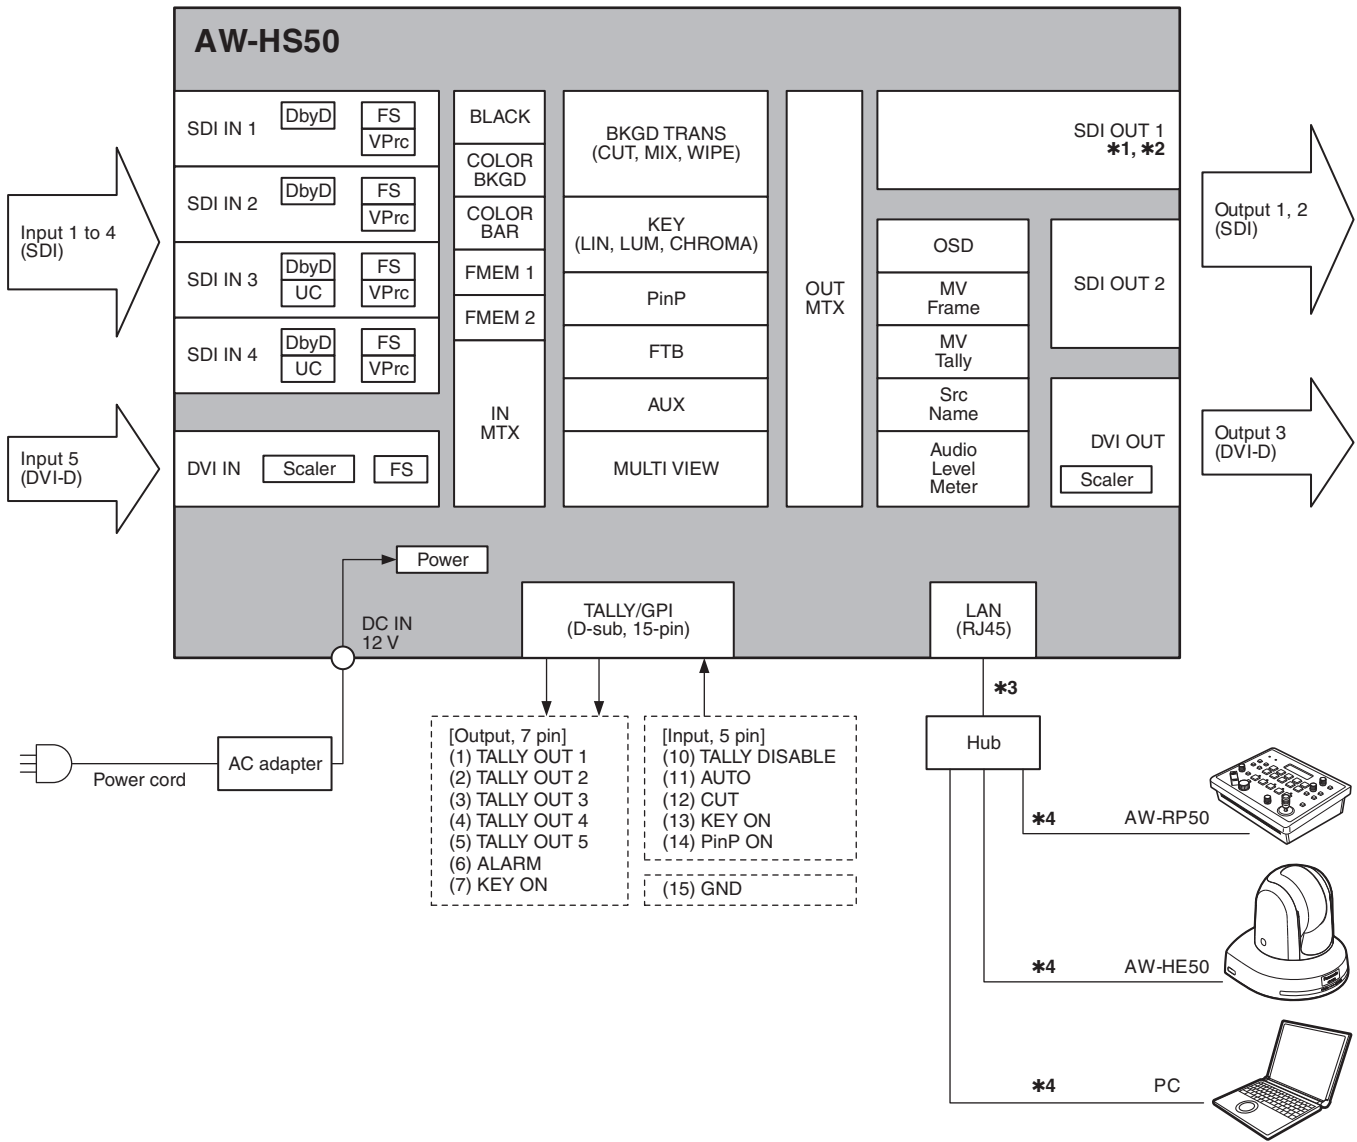 AW-HS50
Input 1 to 4
(SDI)
Input 5
(DVI-D)
SDI IN 1
DbyD
FS
VPrc
SDI IN 2
DbyD
FS
VPrc
SDI IN 3
DbyD
UC
FS
VPrc
SDI IN 4
DbyD
UC
FS
VPrc
DVI IN
Scaler
FS
BLACK
COLOR
BKGD
COLOR
BAR
FMEM 1
FMEM 2
IN
MTX
BKGD TRANS
(CUT, MIX, WIPE)
KEY
(LIN, LUM, CHROMA)
PinP
FTB
AUX
MULTI VIEW
OUT
MTX
SDI OUT 1
✱1, ✱2
OSD
MV
Frame
MV
Tally
Src
Name
Audio
Level
Meter
SDI OUT 2
DVI OUT
Scaler
Output 1, 2
(SDI)
Output 3
(DVI-D)
Power
DC IN
12 V
TALLY/GPI
(D-sub, 15-pin)
LAN
(RJ45)
✱3
Power cord
AC adapter
[Output, 7 pin]
(1) TALLY OUT 1
(2) TALLY OUT 2
(3) TALLY OUT 3
(4) TALLY OUT 4
(5) TALLY OUT 5
(6) ALARM
(7) KEY ON
[Input, 5 pin]
(10) TALLY DISABLE
(11) AUTO
(12) CUT
(13) KEY ON
(14) PinP ON
(15) GND
Hub
✱4 AW-RP50
✱4 AW-HE50
✱4 PC